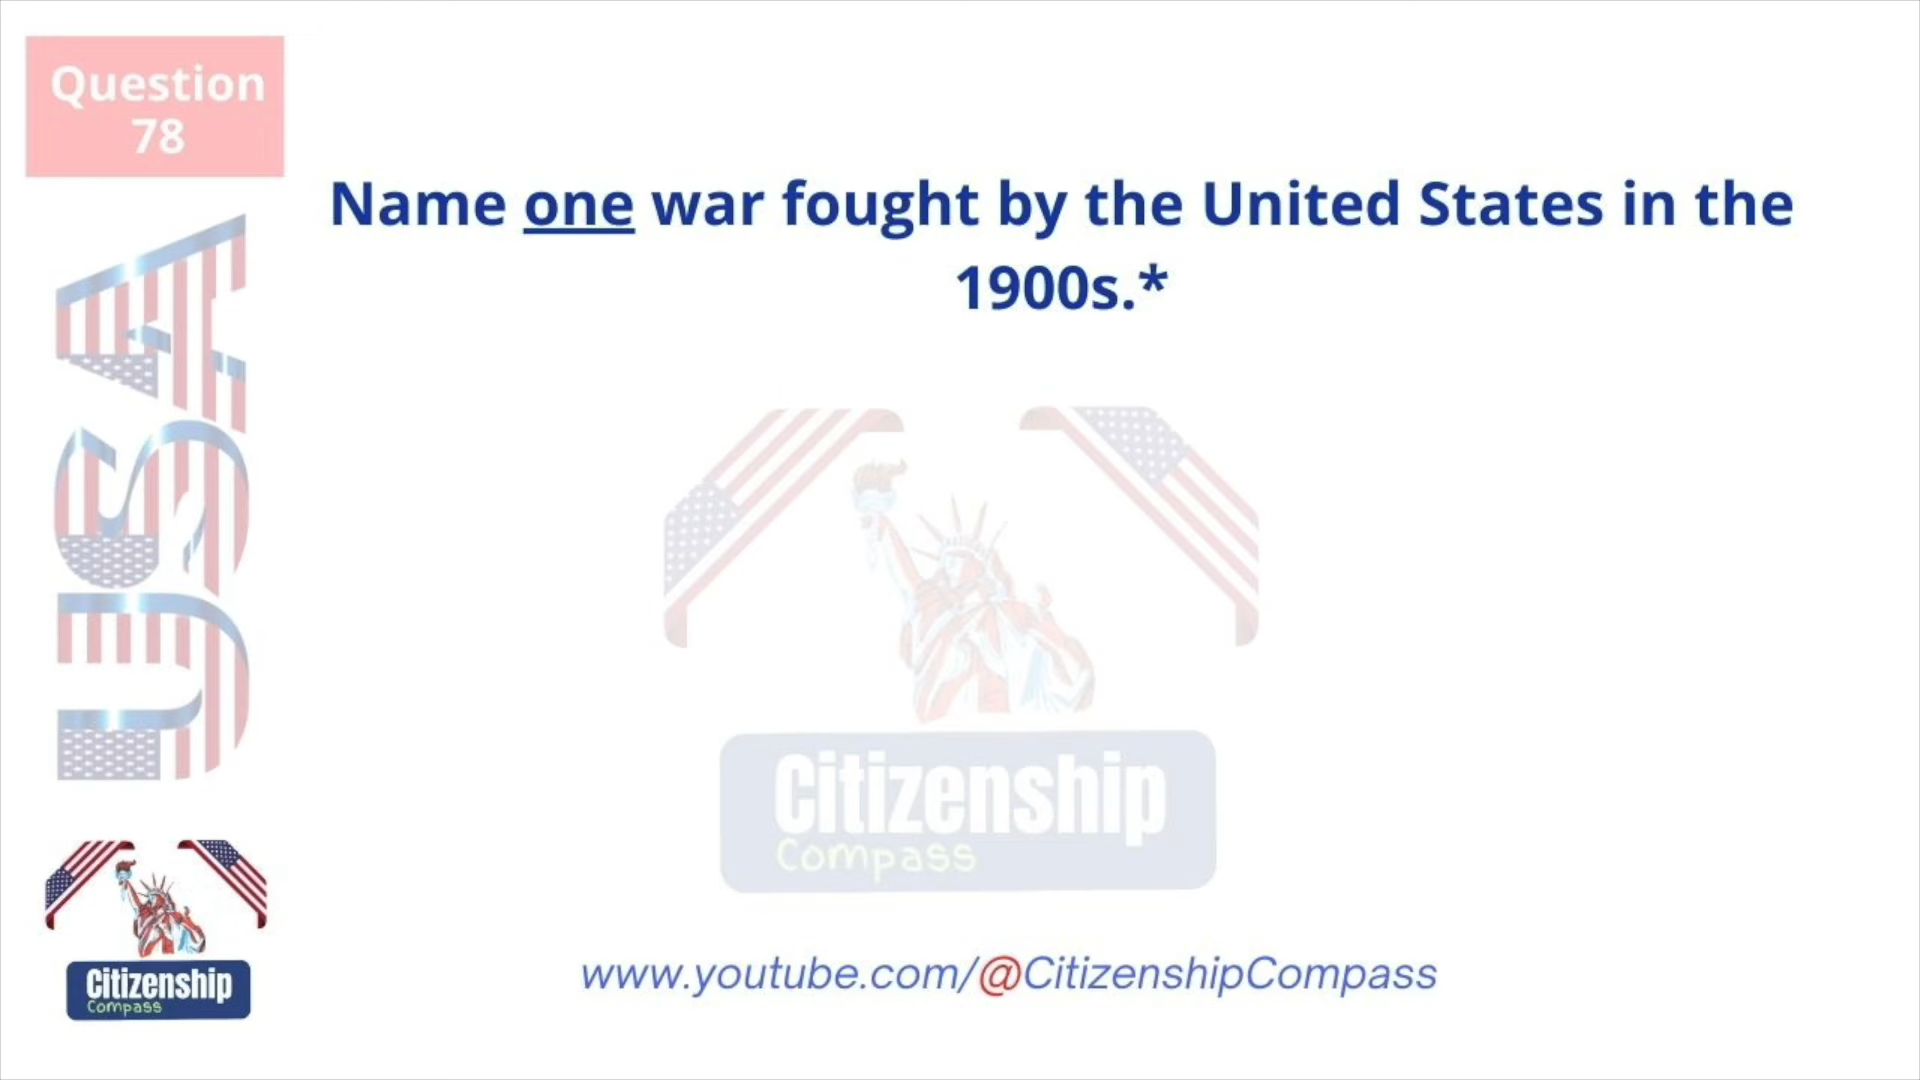 Question
78
Name one war fought by the United States in the
1900s.*
USA
Citizenship
Compass
Citizenship
Compass
www.youtube.com/@CitizenshipCompass